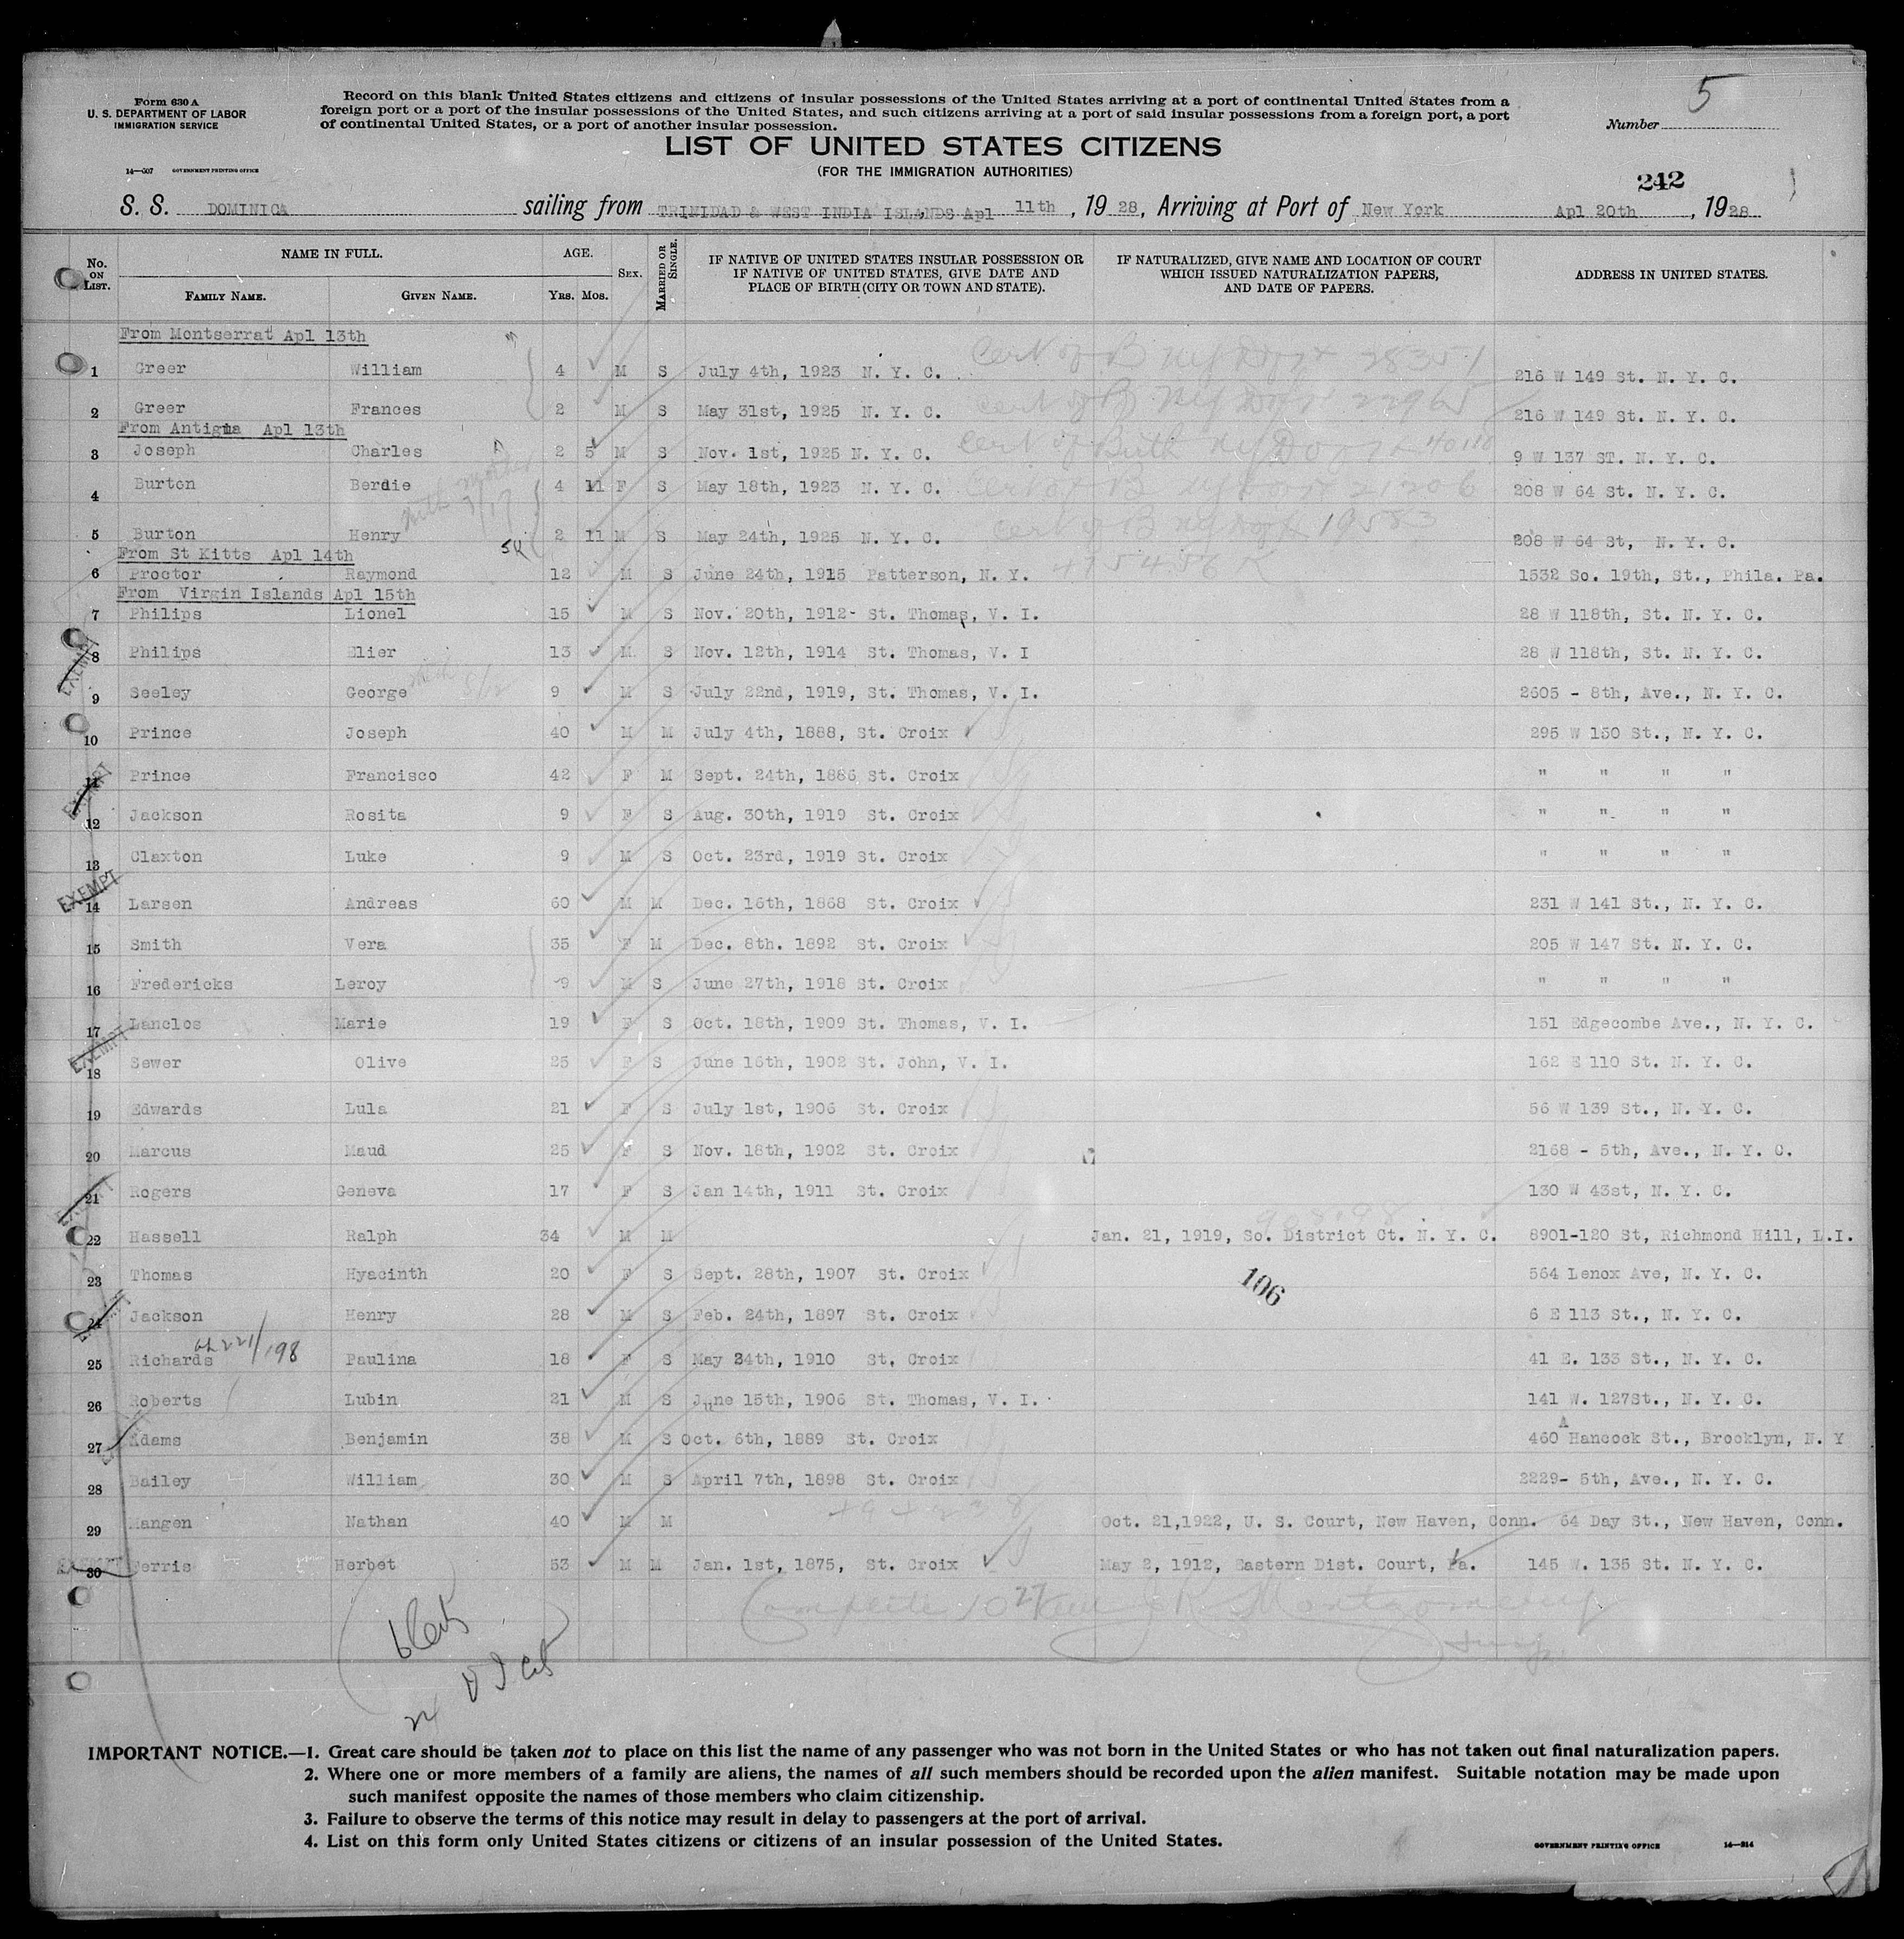 Form 630 A
U. S. DEPARTMENT OF LABOR
IMMIGRATION SERVICE
14—607 GOVERNMENT PRINTING OFFICE
Record on this blank United States citizens and citizens of insular possessions of the United States arriving at a port of continental United States from a
foreign port or a port of the insular possessions of the United States, and such citizens arriving at a port of said insular possessions from a foreign port, a port
of continental United States, or a port of another insular possession.
5
Number
LIST OF UNITED STATES CITIZENS
(FOR THE IMMIGRATION AUTHORITIES)
242
S. S. DOMINICA sailing from TRINIDAD & WEST INDIA ISLANDS Apl 11th, 1928, Arriving at Port of New York Apl 20th, 1928
No. ON LIST. NAME IN FULL. FAMILY NAME. GIVEN NAME. AGE. YRS. MOS. SEX. MARRIED OR SINGLE. IF NATIVE OF UNITED STATES INSULAR POSSESSION OR IF NATIVE OF UNITED STATES, GIVE DATE AND PLACE OF BIRTH (CITY OR TOWN AND STATE). IF NATURALIZED, GIVE NAME AND LOCATION OF COURT WHICH ISSUED NATURALIZATION PAPERS, AND DATE OF PAPERS. ADDRESS IN UNITED STATES.
From Montserrat Apl 13th
1 Greer William 4 M S July 4th, 1923 N. Y. C. 216 W 149 St. N. Y. C.
2 Greer Frances 2 M S May 31st, 1925 N. Y. C. 216 W 149 St. N. Y. C.
From Antigua Apl 13th
3 Joseph Charles 2 5 M S Nov. 1st, 1925 N. Y. C. Cert of Birth 9 W 137 ST. N. Y. C.
4 Burton Berdie 4 11 F S May 18th, 1923 N. Y. C. 208 W 64 St. N. Y. C.
5 Burton Henry 2 11 M S May 24th, 1925 N. Y. C. 19583 208 W 64 St, N. Y. C.
From St Kitts Apl 14th
6 Proctor Raymond 12 M S June 24th, 1915 Patterson, N. Y. 1532 So. 19th, St., Phila. Pa.
From Virgin Islands Apl 15th
7 Philips Lionel 15 M S Nov. 20th, 1912- St. Thomas, V. I. 28 W 118th, St. N. Y. C.
EXEMPT
8 Philips Elier 13 M S Nov. 12th, 1914 St. Thomas, V. I 28 W 118th, St. N. Y. C.
9 Seeley George 9 M S July 22nd, 1919, St. Thomas, V. I. 2605 - 8th, Ave., N. Y. C.
10 Prince Joseph 40 M M July 4th, 1888, St. Croix 295 W 150 St., N. Y. C.
EXEMPT
11 Prince Francisco 42 F M Sept. 24th, 1886 St. Croix " " " "
12 Jackson Rosita 9 F S Aug. 30th, 1919 St. Croix " " " "
13 Claxton Luke 9 M S Oct. 23rd, 1919 St. Croix " " " "
EXEMPT
14 Larsen Andreas 60 M M Dec. 16th, 1868 St. Croix 231 W 141 St., N. Y. C.
15 Smith Vera 35 F M Dec. 8th. 1892 St. Croix 205 W 147 St. N. Y. C.
16 Fredericks Leroy 9 M S June 27th, 1918 St. Croix " " " "
17 Lanclos Marie 19 F S Oct. 18th, 1909 St. Thomas, V. I. 151 Edgecombe Ave., N. Y. C.
EXEMPT
18 Sewer Olive 25 F S June 16th, 1902 St. John, V. I. 162 E 110 St. N. Y. C.
19 Edwards Lula 21 F S July 1st, 1906 St. Croix 56 W 139 St., N. Y. C.
20 Marcus Maud 25 F S Nov. 18th, 1902 St. Croix 2168 - 5th, Ave., N. Y. C.
21 Rogers Geneva 17 F S Jan 14th, 1911 St. Croix 130 W 43st, N. Y. C.
22 Hassell Ralph 34 M M Jan. 21, 1919, So. District Ct. N. Y. C. 8901-120 St, Richmond Hill, L.I.
23 Thomas Hyacinth 20 F S Sept. 28th, 1907 St. Croix 564 Lenox Ave, N. Y. C.
106
24 Jackson Henry 28 M S Feb. 24th, 1897 St. Croix 6 E 113 St., N. Y. C.
25 Richards Paulina 18 F S May 24th, 1910 St. Croix 41 E. 133 St., N. Y. C.
26 Roberts Lubin 21 M S June 15th, 1906 St. Thomas, V. I. 141 W. 127St., N. Y. C.
27 Adams Benjamin 38 M S Oct. 6th, 1889 St. Croix 460 A Hancock St., Brooklyn, N. Y
28 Bailey William 30 M S April 7th, 1898 St. Croix 2229- 5th, Ave., N. Y. C.
29 Mangen Nathan 40 M M Oct. 21,1922, U. S. Court, New Haven, Conn. 64 Day St., New Haven, Conn.
30 Ferris Herbet 53 M M Jan. 1st, 1875, St. Croix May 2, 1912, Eastern Dist. Court, Pa. 145 W. 135 St. N. Y. C.
Montgomery
IMPORTANT NOTICE.—1. Great care should be taken not to place on this list the name of any passenger who was not born in the United States or who has not taken out final naturalization papers.
2. Where one or more members of a family are aliens, the names of all such members should be recorded upon the alien manifest. Suitable notation may be made upon
such manifest opposite the names of those members who claim citizenship.
3. Failure to observe the terms of this notice may result in delay to passengers at the port of arrival.
4. List on this form only United States citizens or citizens of an insular possession of the United States.
GOVERNMENT PRINTING OFFICE 14—214